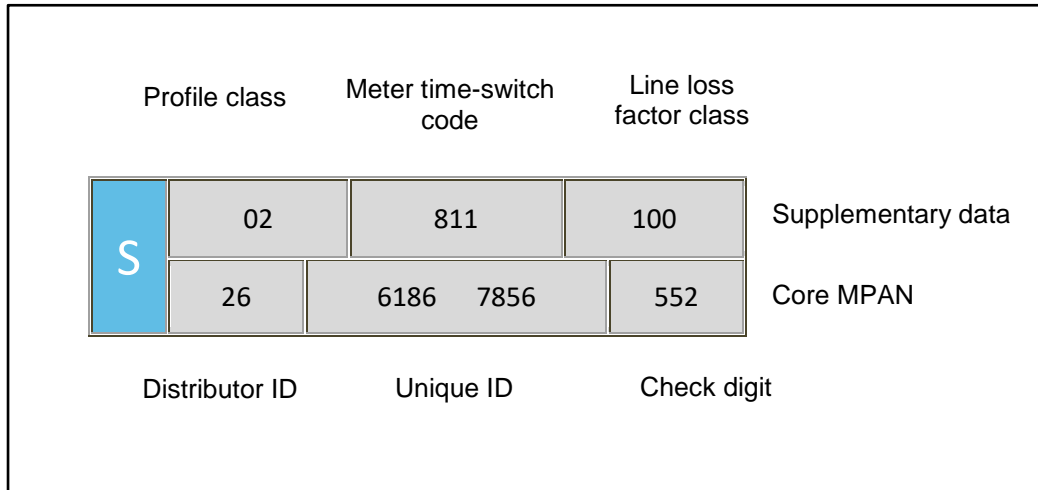 Profile class
Meter time-switch
code
Line loss
factor class
S
02
811
100
Supplementary data
26
6186 7856
552
Core MPAN
Distributor ID
Unique ID
Check digit